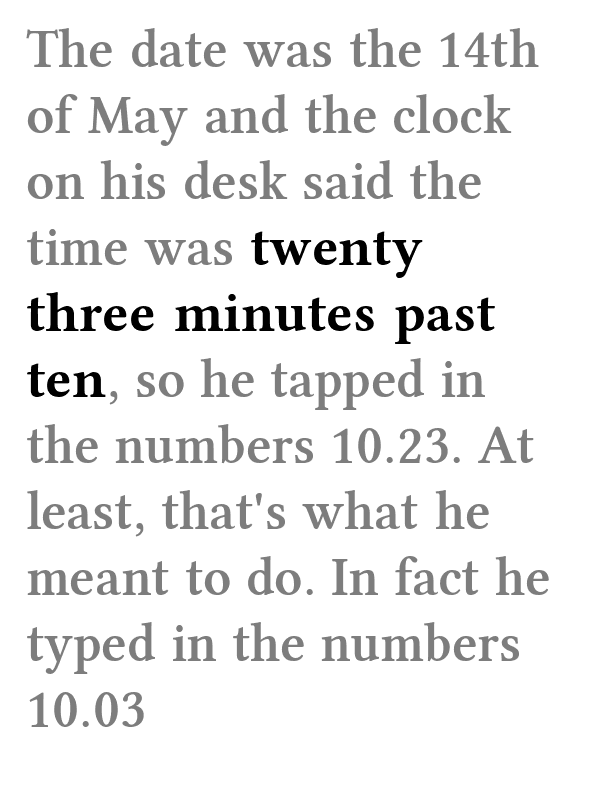 The date was the 14th
of May and the clock
on his desk said the
time was twenty
three minutes past
ten, so he tapped in
the numbers 10.23. At
least, that's what he
meant to do. In fact he
typed in the numbers
10.03